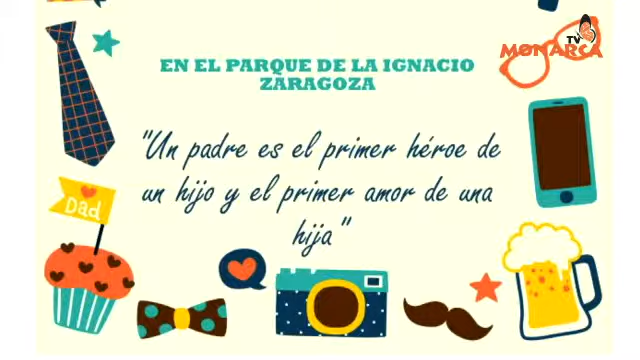 TV
MONARCA
EN EL PARQUE DE LA IGNACIO
ZARAGOZA
"Un padre es el primer héroe de
un hijo y el primer amor de una
hija"
Dad